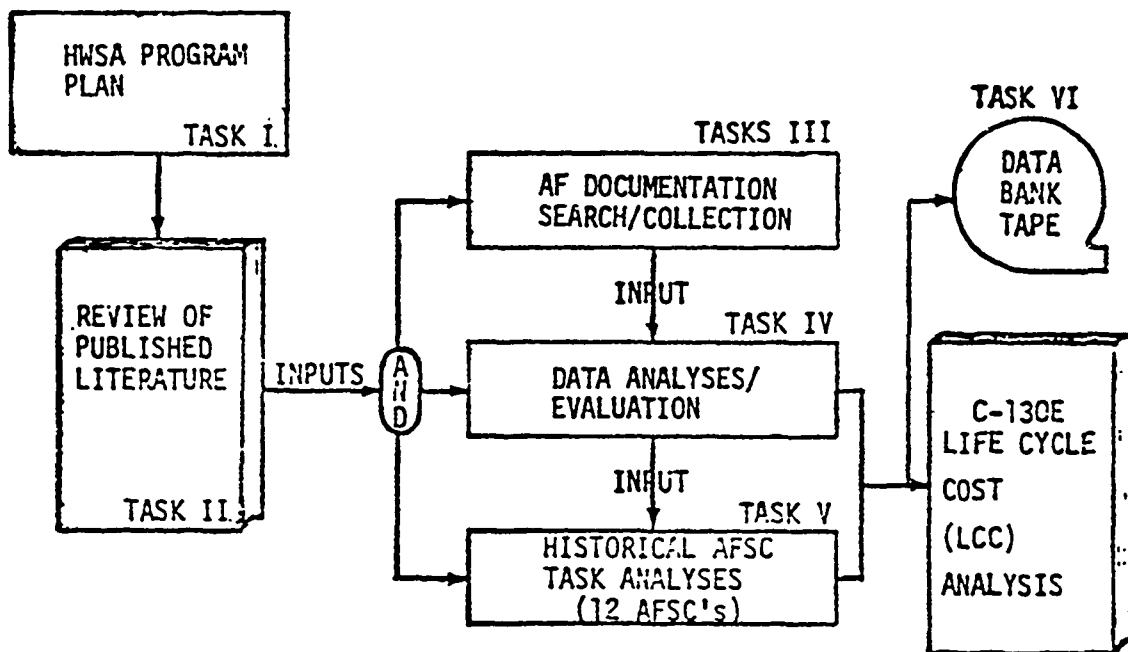 HWSA PROGRAM
PLAN
TASK I.
REVIEW OF
PUBLISHED
LITERATURE
TASK II.
INPUTS
AND
TASKS III
AF DOCUMENTATION
SEARCH/COLLECTION
INPUT
TASK IV
DATA ANALYSES/
EVALUATION
INPUT
TASK V
HISTORICAL AFSC
TASK ANALYSES
(12 AFSC's)
TASK VI
DATA
BANK
TAPE
C-130E
LIFE CYCLE
COST
(LCC)
ANALYSIS